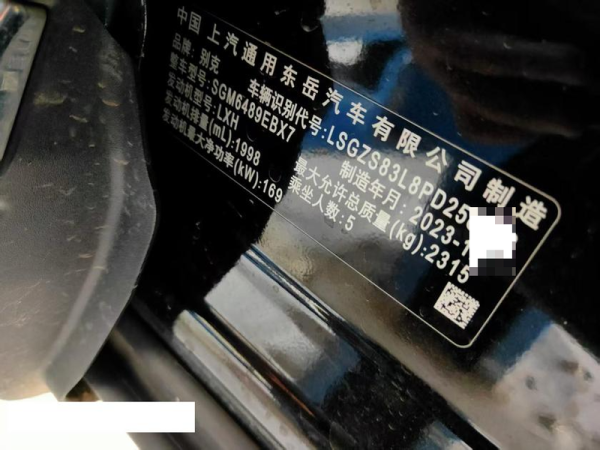 中国 上汽通用东岳汽车有限公司制造
品牌:别克 车辆识别代号:LSGZS83L8PD25
整车型号:SGM6489EBX7 制造年月:2023-1
发动机型号:LXH 最大允许总质量(kg):2315
发动机排量(mL):1998 乘坐人数:5
发动机最大净功率(kW):169